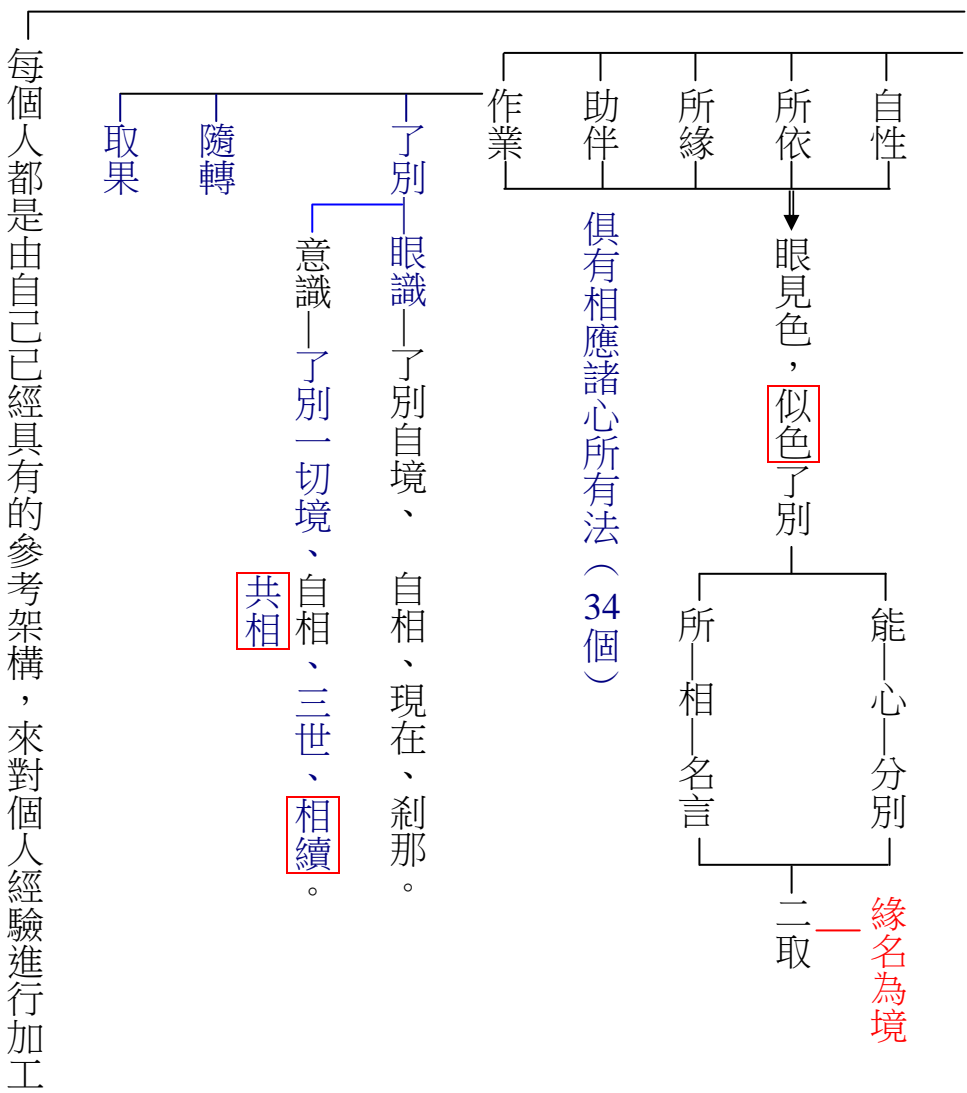 自性
所依
所緣
助伴
作業
眼見色，似色了別
能—心—分別
所—相—名言
二取
緣名為境
俱有相應諸心所有法（34個）
了別
隨轉
取果
眼識—了別自境、自相、現在、剎那。
意識—了別一切境、自相、三世、相續。
共相
每個人都是由自己已經具有的參考架構，來對個人經驗進行加工